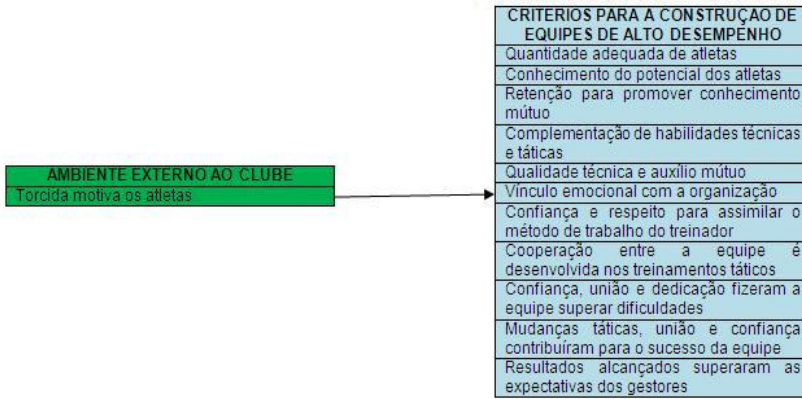 AMBIENTE EXTERNO AO CLUBE
Torcida motiva os atletas
CRITERIOS PARA A CONSTRUÇAO DE
EQUIPES DE ALTO DESEMPENHO
Quantidade adequada de atletas
Conhecimento do potencial dos atletas
Retenção para promover conhecimento
mútuo
Complementação de habilidades técnicas
e táticas
Qualidade técnica e auxílio mútuo
Vínculo emocional com a organização
Confiança e respeito para assimilar o
método de trabalho do treinador
Cooperação entre a equipe é
desenvolvida nos treinamentos táticos
Confiança, união e dedicação fizeram a
equipe superar dificuldades
Mudanças táticas, união e confiança
contribuíram para o sucesso da equipe
Resultados alcançados superaram as
expectativas dos gestores